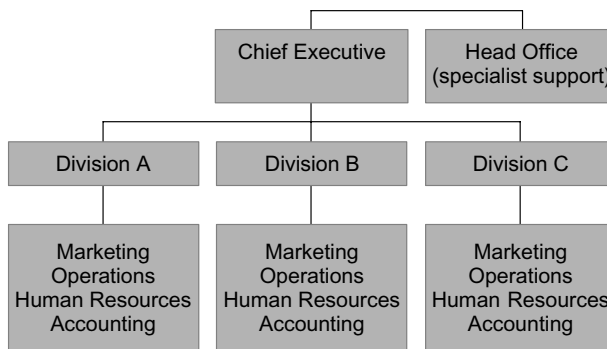 Chief Executive
Head Office
(specialist support)
Division A
Division B
Division C
Marketing
Operations
Human Resources
Accounting
Marketing
Operations
Human Resources
Accounting
Marketing
Operations
Human Resources
Accounting